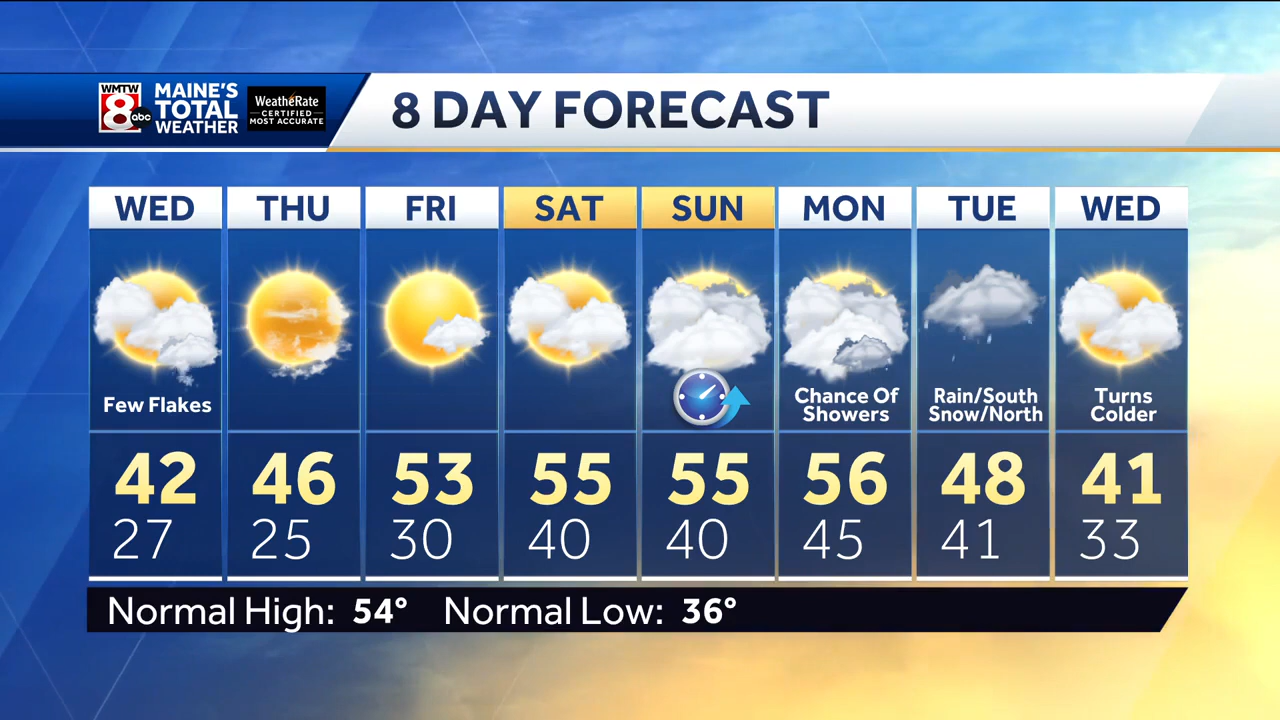 WMTW
8
abc
MAINE'S
TOTAL
WEATHER
WeatheRate
CERTIFIED
MOST ACCURATE
8 DAY FORECAST
WED THU FRI SAT SUN MON TUE WED
Few Flakes
Chance Of
Showers
Rain/South
Snow/North
Turns
Colder
42 46 53 55 55 56 48 41
27 25 30 40 40 45 41 33
Normal High: 54° Normal Low: 36°